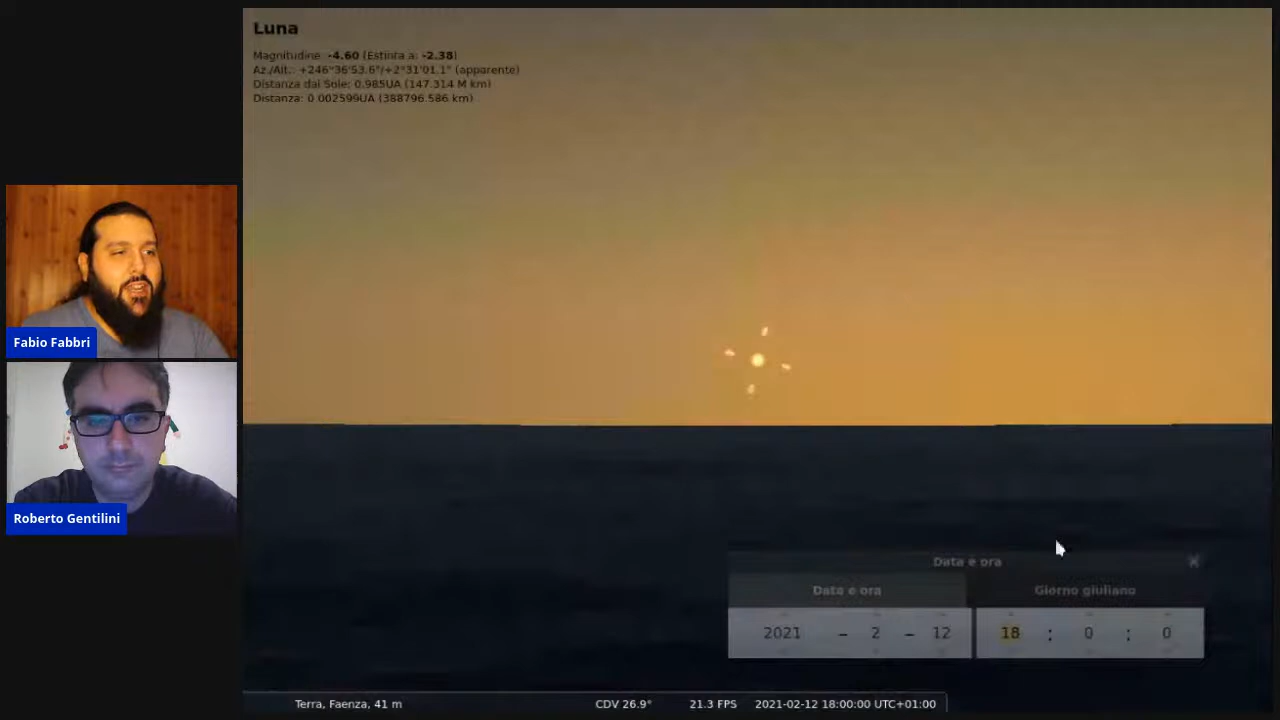 Luna
Magnitudine: -4.60 (Estinta a: -2.38)
Az./Alt.: +246°36'53.6"/+2°31'01.1" (apparente)
Distanza dal Sole: 0.985UA (147.314 M km)
Distanza: 0.002599UA (388796.586 km)
Fabio Fabbri
Roberto Gentilini
Data e ora
Data e ora Giorno giuliano
2021 - 2 - 12 18 : 0 : 0
Terra, Faenza, 41 m CDV 26.9° 21.3 FPS 2021-02-12 18:00:00 UTC+01:00